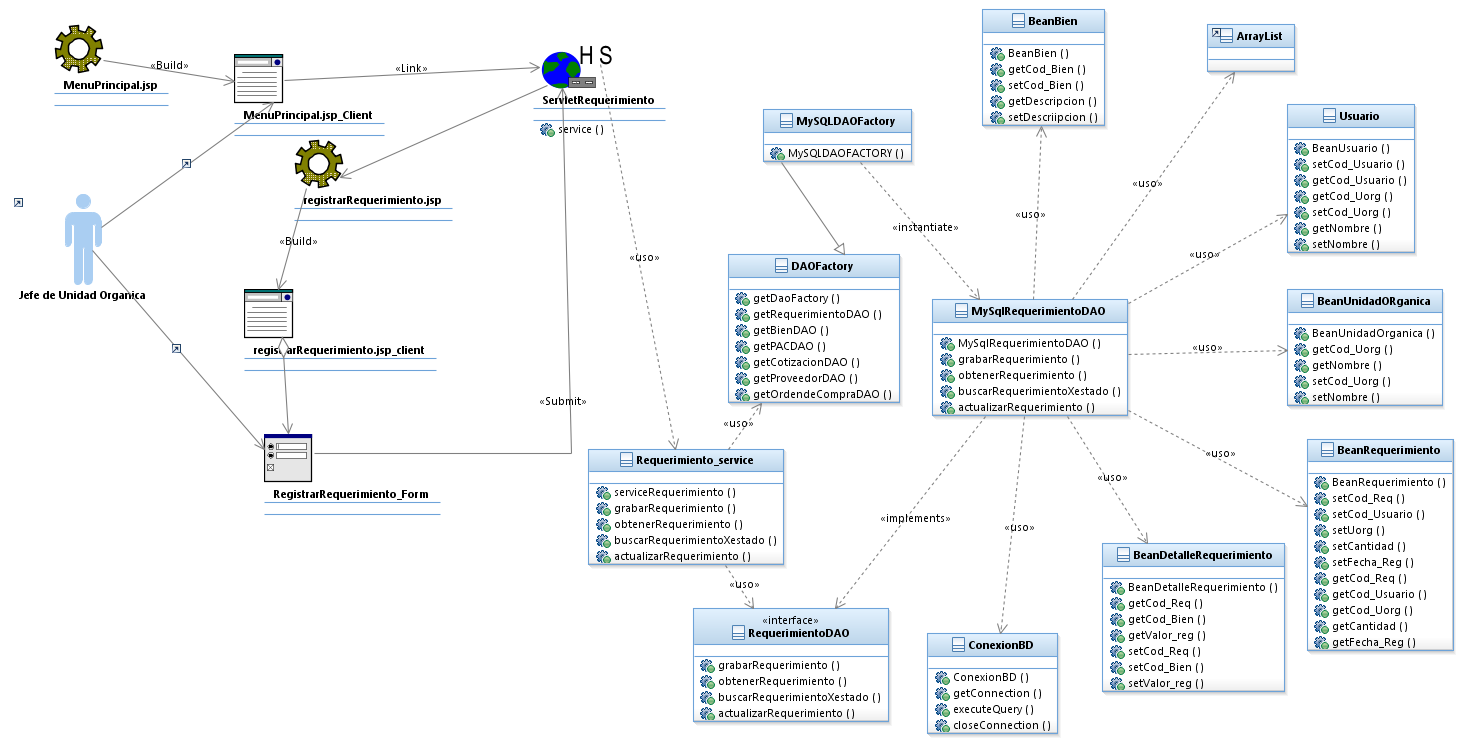 MenuPrincipal.jsp
«Build»
MenuPrincipal.jsp_Client
«Link»
H S
ServletRequerimiento
service ()
registrarRequerimiento.jsp
«Build»
Jefe de Unidad Organica
registrarRequerimiento.jsp_client
RegistrarRequerimiento_Form
«Submit»
«uso»
MySQLDAOFactory
MySQLDAOFACTORY ()
«instantiate»
DAOFactory
getDaoFactory ()
getRequerimientoDAO ()
getBienDAO ()
getPACDAO ()
getCotizacionDAO ()
getProveedorDAO ()
getOrdendeCompraDAO ()
«uso»
Requerimiento_service
serviceRequerimiento ()
grabarRequerimiento ()
obtenerRequerimiento ()
buscarRequerimientoXestado ()
actualizarRequerimiento ()
«uso»
«interface»
RequerimientoDAO
grabarRequerimiento ()
obtenerRequerimiento ()
buscarRequerimientoXestado ()
actualizarRequerimiento ()
BeanBien
BeanBien ()
getCod_Bien ()
setCod_Bien ()
getDescripcion ()
setDescriipcion ()
«uso»
ArrayList
«uso»
MySqlRequerimientoDAO
MySqlRequerimientoDAO ()
grabarRequerimiento ()
obtenerRequerimiento ()
buscarRequerimientoXestado ()
actualizarRequerimiento ()
«implements»
«uso»
ConexionBD
ConexionBD ()
getConnection ()
executeQuery ()
closeConnection ()
«uso»
Usuario
BeanUsuario ()
setCod_Usuario ()
getCod_Usuario ()
getCod_Uorg ()
setCod_Uorg ()
getNombre ()
setNombre ()
«uso»
BeanUnidadORganica
BeanUnidadOrganica ()
getCod_Uorg ()
getNombre ()
setCod_Uorg ()
setNombre ()
«uso»
BeanDetalleRequerimiento
BeanDetalleRequerimiento ()
getCod_Req ()
getCod_Bien ()
getValor_reg ()
setCod_Req ()
setCod_Bien ()
setValor_reg ()
«uso»
BeanRequerimiento
BeanRequerimiento ()
setCod_Req ()
setCod_Usuario ()
setUorg ()
setCantidad ()
setFecha_Reg ()
getCod_Req ()
getCod_Usuario ()
getCod_Uorg ()
getCantidad ()
getFecha_Reg ()